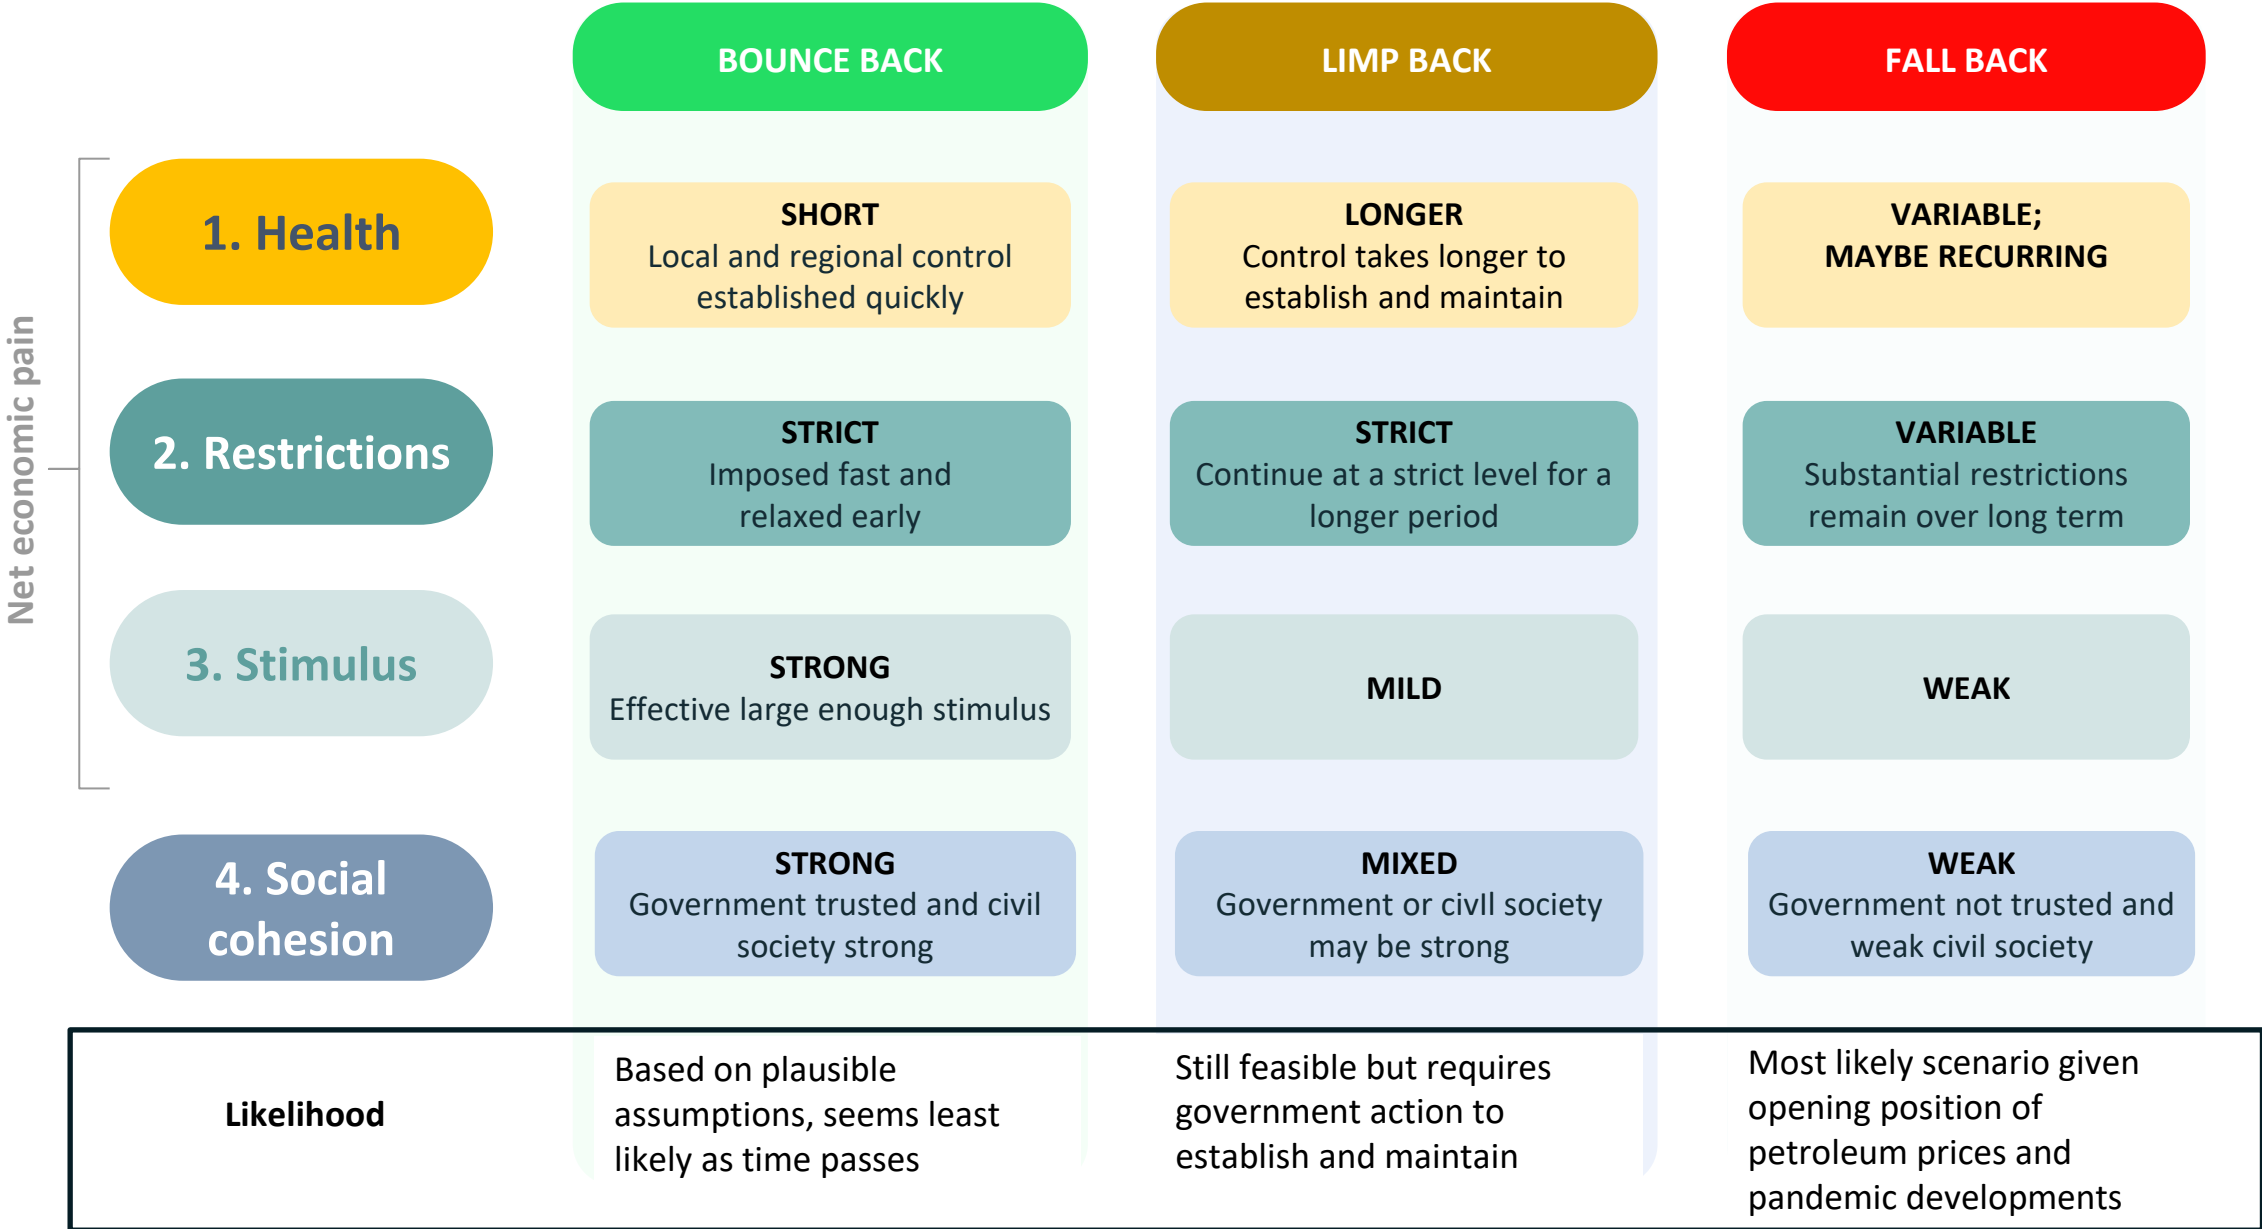 BOUNCE BACK
LIMP BACK
FALL BACK
Net economic pain
1. Health
SHORT
Local and regional control
established quickly
LONGER
Control takes longer to
establish and maintain
VARIABLE;
MAYBE RECURRING
2. Restrictions
STRICT
Imposed fast and
relaxed early
STRICT
Continue at a strict level for a
longer period
VARIABLE
Substantial restrictions
remain over long term
3. Stimulus
STRONG
Effective large enough stimulus
MILD
WEAK
4. Social
cohesion
STRONG
Government trusted and civil
society strong
MIXED
Government or civIl society
may be strong
WEAK
Government not trusted and
weak civil society
Likelihood
Based on plausible
assumptions, seems least
likely as time passes
Still feasible but requires
government action to
establish and maintain
Most likely scenario given
opening position of
petroleum prices and
pandemic developments